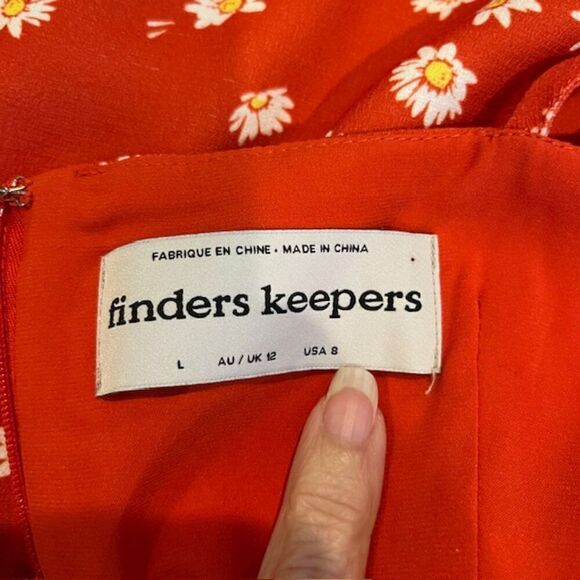 FABRIQUE EN CHINE • MADE IN CHINA
finders keepers
L AU / UK 12 USA 8